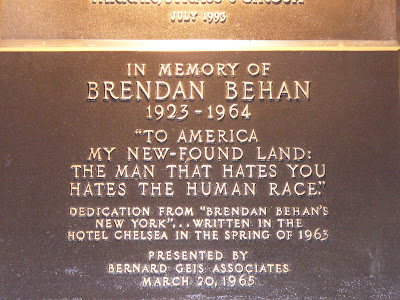 JULY 1993
IN MEMORY OF
BRENDAN BEHAN
1923-1964
"TO AMERICA
MY NEW-FOUND LAND:
THE MAN THAT HATES YOU
HATES THE HUMAN RACE."
DEDICATION FROM "BRENDAN BEHAN'S
NEW YORK"...WRITTEN IN THE
HOTEL CHELSEA IN THE SPRING OF 1963
PRESENTED BY
BERNARD GEIS ASSOCIATES
MARCH 20, 1965